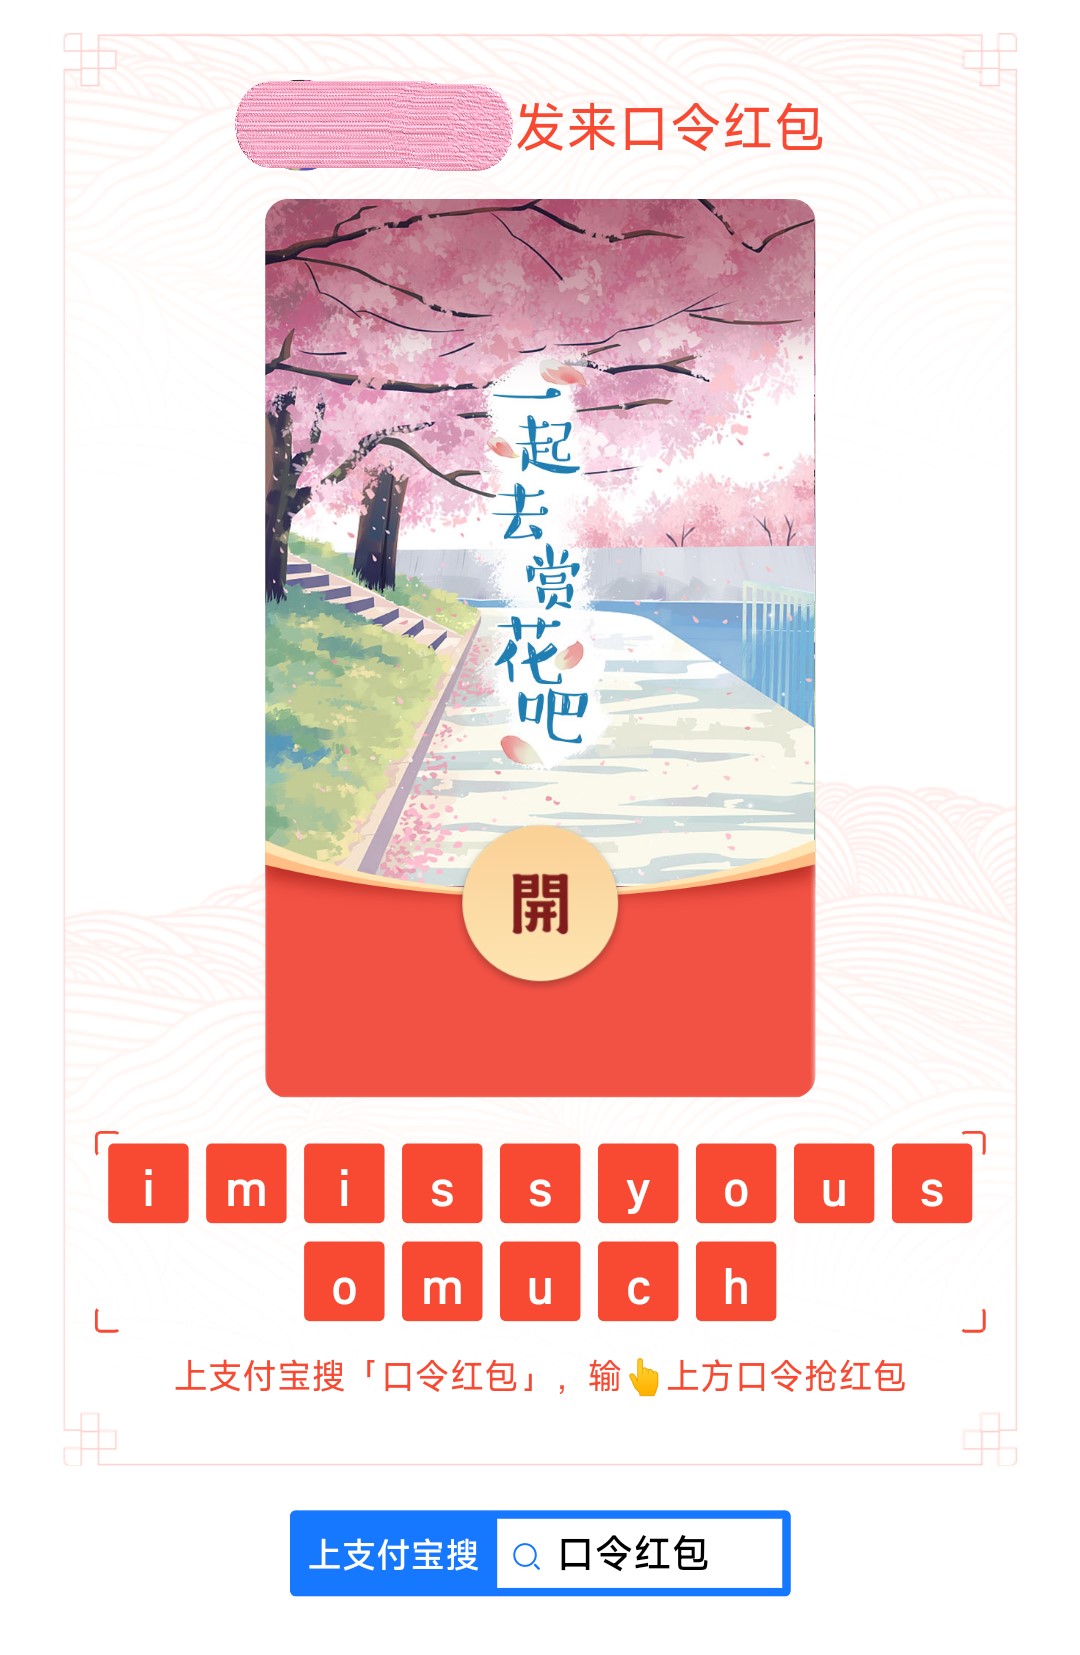 发来口令红包
一起去赏花吧
開
imissyous
omuch
上支付宝搜「口令红包」，输👆上方口令抢红包
上支付宝搜 口令红包